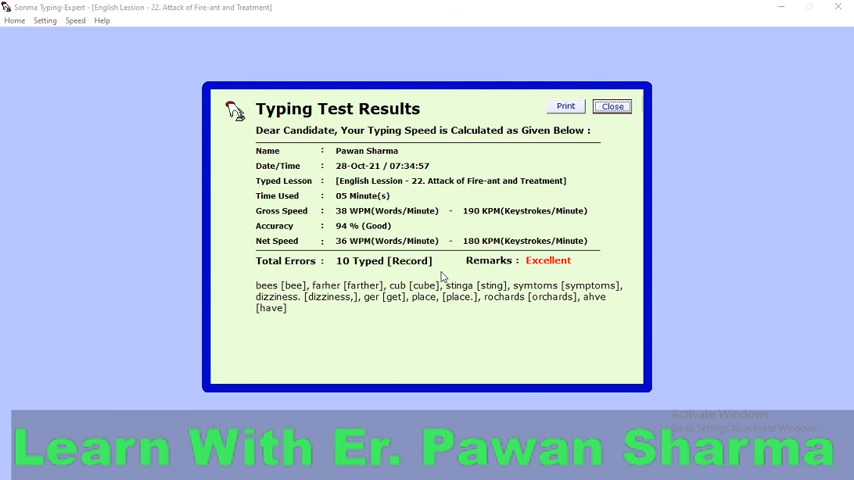 Sonma Typing-Expert - [English Lession - 22. Attack of Fire-ant and Treatment]
Home Setting Speed Help
Typing Test Results
Print Close
Dear Candidate, Your Typing Speed is Calculated as Given Below :
Name : Pawan Sharma
Date/Time : 28-Oct-21 / 07:34:57
Typed Lesson : [English Lession - 22. Attack of Fire-ant and Treatment]
Time Used : 05 Minute(s)
Gross Speed : 38 WPM(Words/Minute) - 190 KPM(Keystrokes/Minute)
Accuracy : 94 % (Good)
Net Speed : 36 WPM(Words/Minute) - 180 KPM(Keystrokes/Minute)
Total Errors : 10 Typed [Record] Remarks : Excellent
bees [bee], farher [farther], cub [cube], stinga [sting], symtoms [symptoms],
dizziness. [dizziness,], ger [get], place, [place.], rochards [orchards], ahve
[have]
Activate Windows
Go to Settings to activate Windows.
Learn With Er. Pawan Sharma